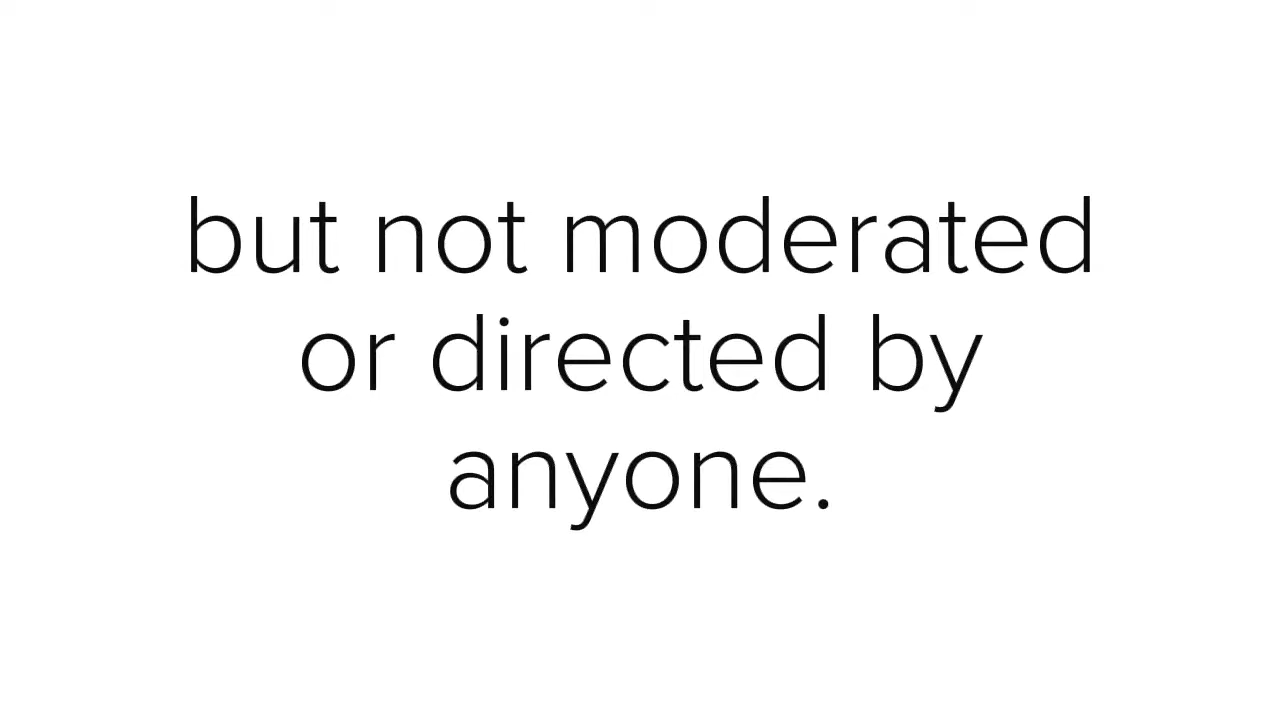 but not moderated
or directed by
anyone.